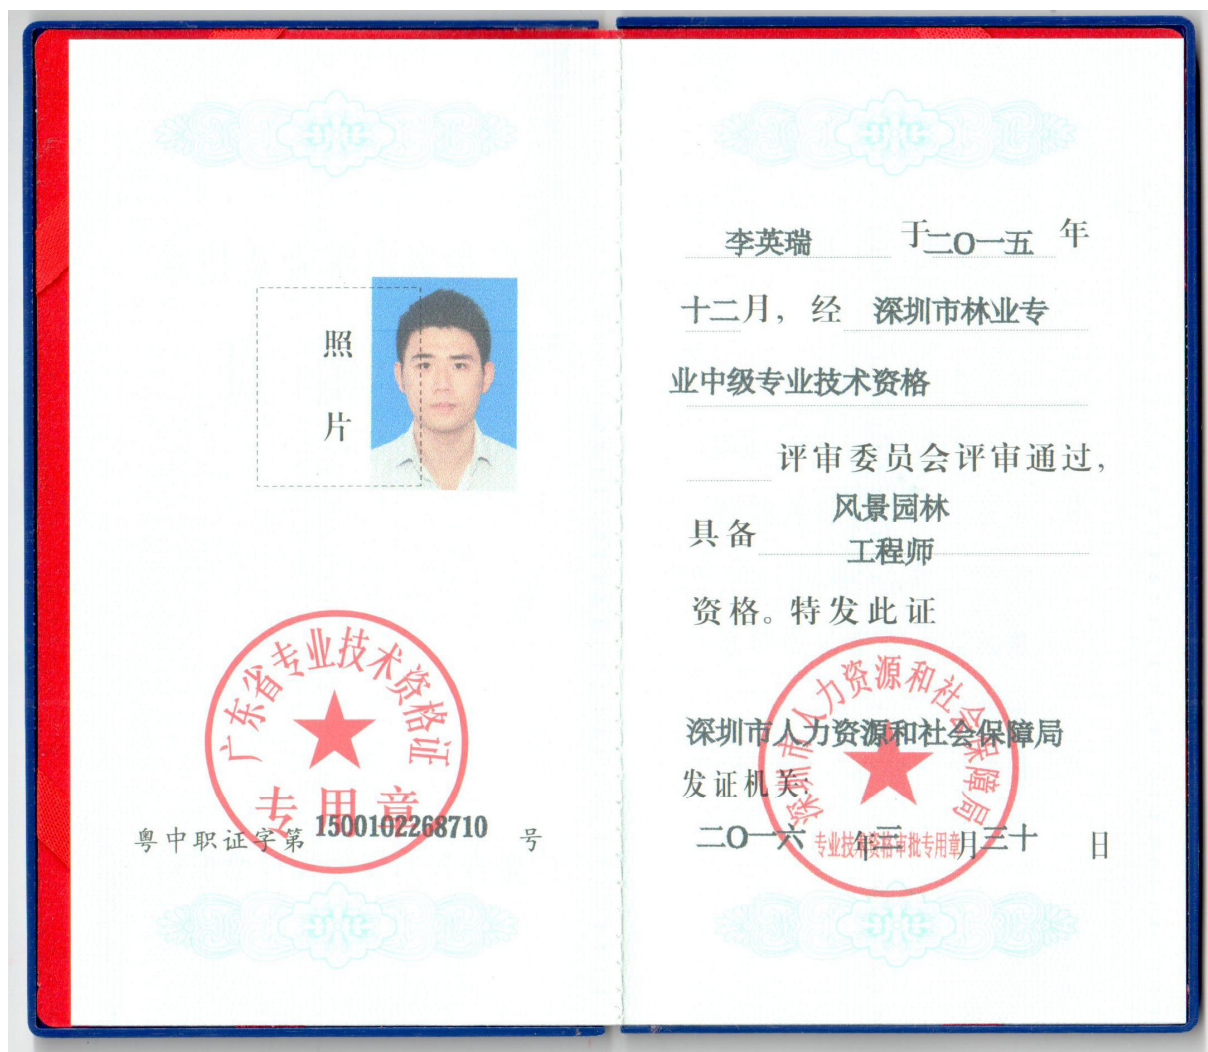 照
片
广东省专业技术资格证
专用章
粤中职证字第 1500102268710 号
李英瑞 于二〇一五 年
十二月，经 深圳市林业专
业中级专业技术资格
评审委员会评审通过，
风景园林
具备
工程师
资格。特发此证
深圳市人力资源和社会保障局
深圳市人力资源和社会保障局
发证机关：
二〇一六 年三 月三十 日
专业技术资格审批专用章